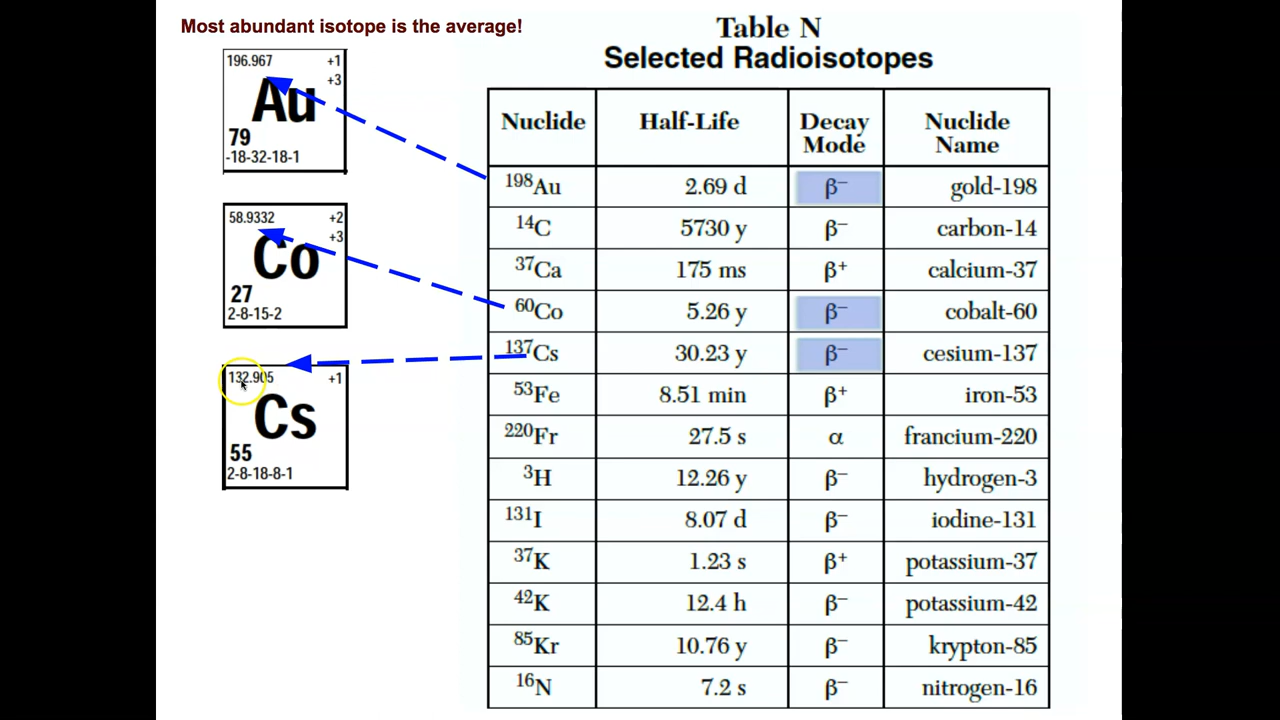 Most abundant isotope is the average!
196.967 +1
+3
Au
79
-18-32-18-1
58.9332 +2
+3
Co
27
2-8-15-2
132.905 +1
Cs
55
2-8-18-8-1
Table N
Selected Radioisotopes
Nuclide Half-Life Decay Mode Nuclide Name
¹⁹⁸Au 2.69 d β⁻ gold-198
¹⁴C 5730 y β⁻ carbon-14
³⁷Ca 175 ms β⁺ calcium-37
⁶⁰Co 5.26 y β⁻ cobalt-60
¹³⁷Cs 30.23 y β⁻ cesium-137
⁵³Fe 8.51 min β⁺ iron-53
²²⁰Fr 27.5 s α francium-220
³H 12.26 y β⁻ hydrogen-3
¹³¹I 8.07 d β⁻ iodine-131
³⁷K 1.23 s β⁺ potassium-37
⁴²K 12.4 h β⁻ potassium-42
⁸⁵Kr 10.76 y β⁻ krypton-85
¹⁶N 7.2 s β⁻ nitrogen-16